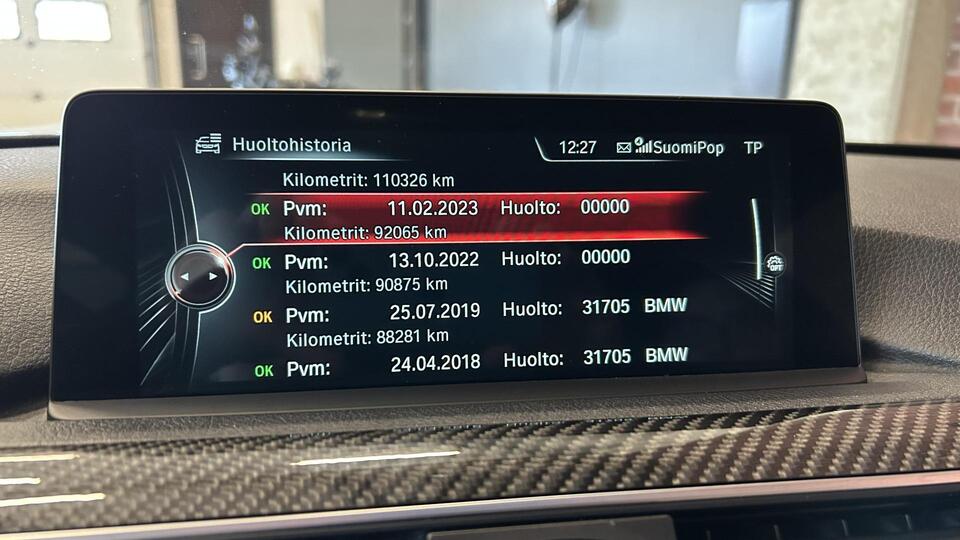 Huoltohistoria 12:27 SuomiPop TP
Kilometrit: 110326 km
OK Pvm: 11.02.2023 Huolto: 00000
Kilometrit: 92065 km
OK Pvm: 13.10.2022 Huolto: 00000
Kilometrit: 90875 km
OK Pvm: 25.07.2019 Huolto: 31705 BMW
Kilometrit: 88281 km
OK Pvm: 24.04.2018 Huolto: 31705 BMW
OPT